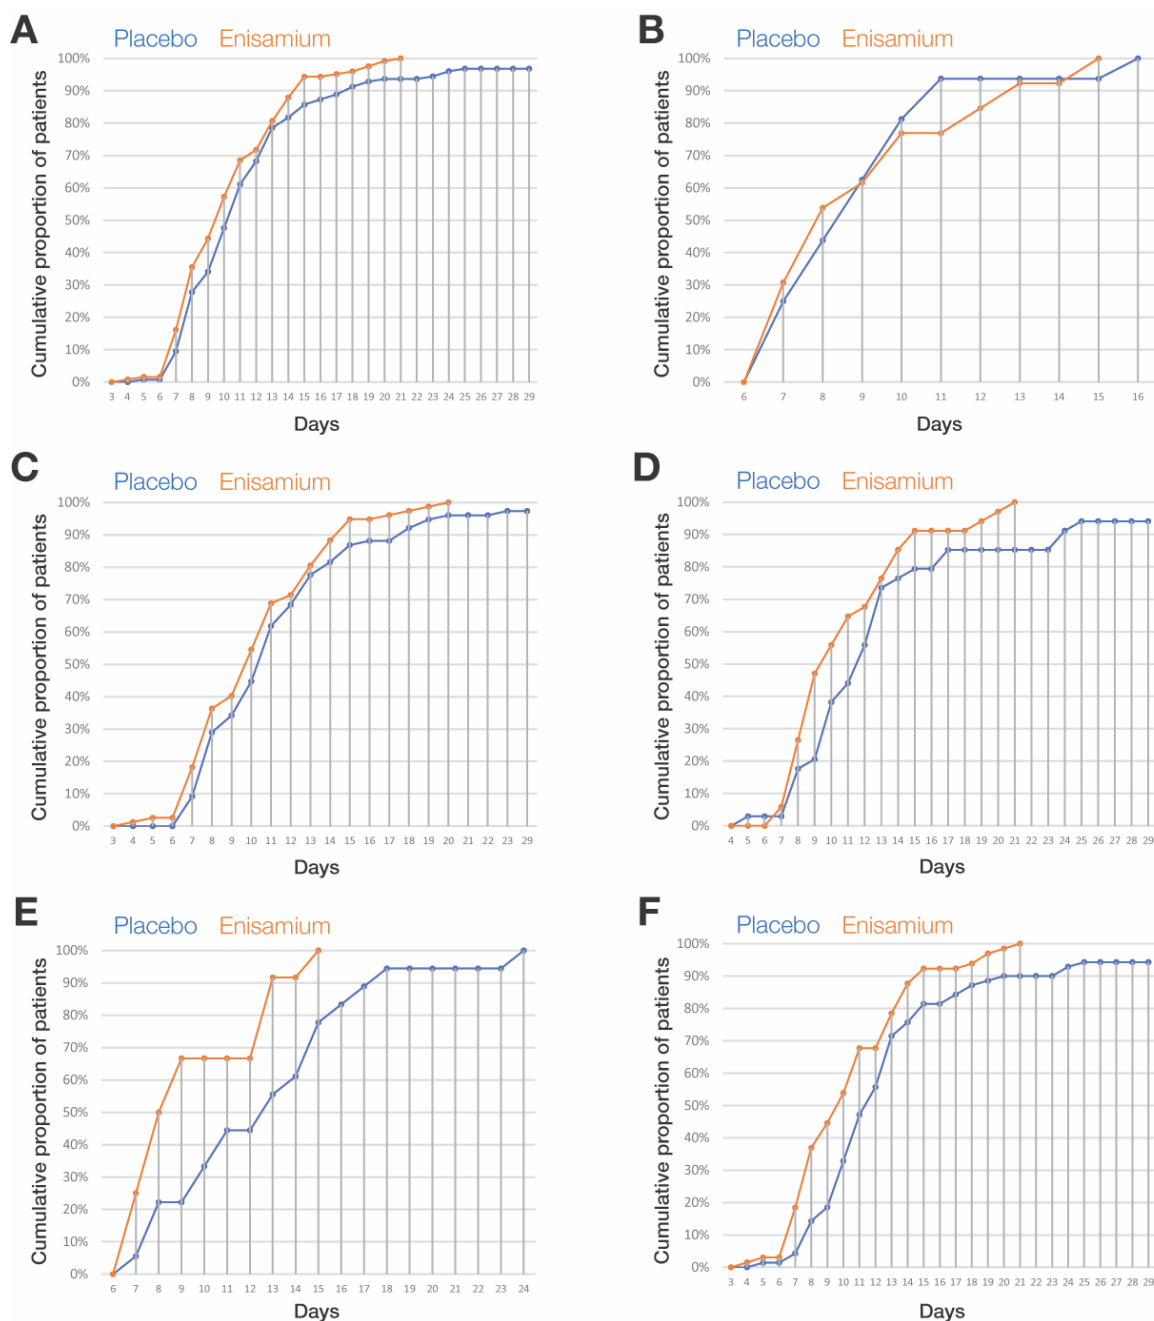 A
Placebo Enisamium
Cumulative proportion of patients
100%
90%
80%
70%
60%
50%
40%
30%
20%
10%
0%
3 4 5 6 7 8 9 10 11 12 13 14 15 16 17 18 19 20 21 22 23 24 25 26 27 28 29
Days
B
Placebo Enisamium
Cumulative proportion of patients
100%
90%
80%
70%
60%
50%
40%
30%
20%
10%
0%
6 7 8 9 10 11 12 13 14 15 16
Days
C
Placebo Enisamium
Cumulative proportion of patients
100%
90%
80%
70%
60%
50%
40%
30%
20%
10%
0%
3 4 5 6 7 8 9 10 11 12 13 14 15 16 17 18 19 20 21 22 23 29
Days
D
Placebo Enisamium
Cumulative proportion of patients
100%
90%
80%
70%
60%
50%
40%
30%
20%
10%
0%
4 5 6 7 8 9 10 11 12 13 14 15 16 17 18 19 20 21 22 23 24 25 26 27 28 29
Days
E
Placebo Enisamium
Cumulative proportion of patients
100%
90%
80%
70%
60%
50%
40%
30%
20%
10%
0%
6 7 8 9 10 11 12 13 14 15 16 17 18 19 20 21 22 23 24
Days
F
Placebo Enisamium
Cumulative proportion of patients
100%
90%
80%
70%
60%
50%
40%
30%
20%
10%
0%
3 4 5 6 7 8 9 10 11 12 13 14 15 16 17 18 19 20 21 22 23 24 25 26 27 28 29
Days